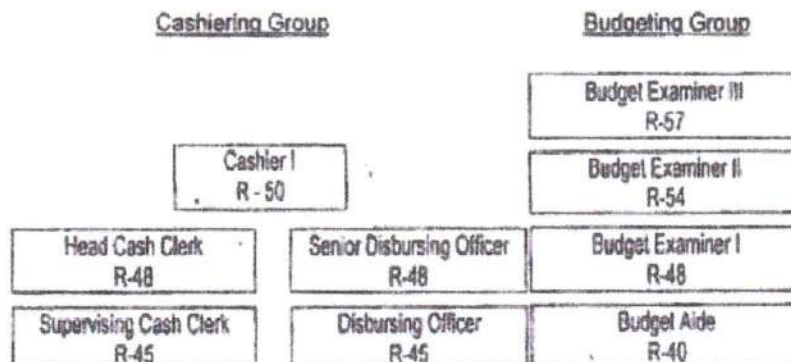 Cashiering Group
Budgeting Group
Budget Examiner III
R-57
Cashier I
R - 50
Budget Examiner II
R-54
Head Cash Clerk
R-48
Senior Disbursing Officer
R-48
Budget Examiner I
R-48
Supervising Cash Clerk
R-45
Disbursing Officer
R-45
Budget Aide
R-40